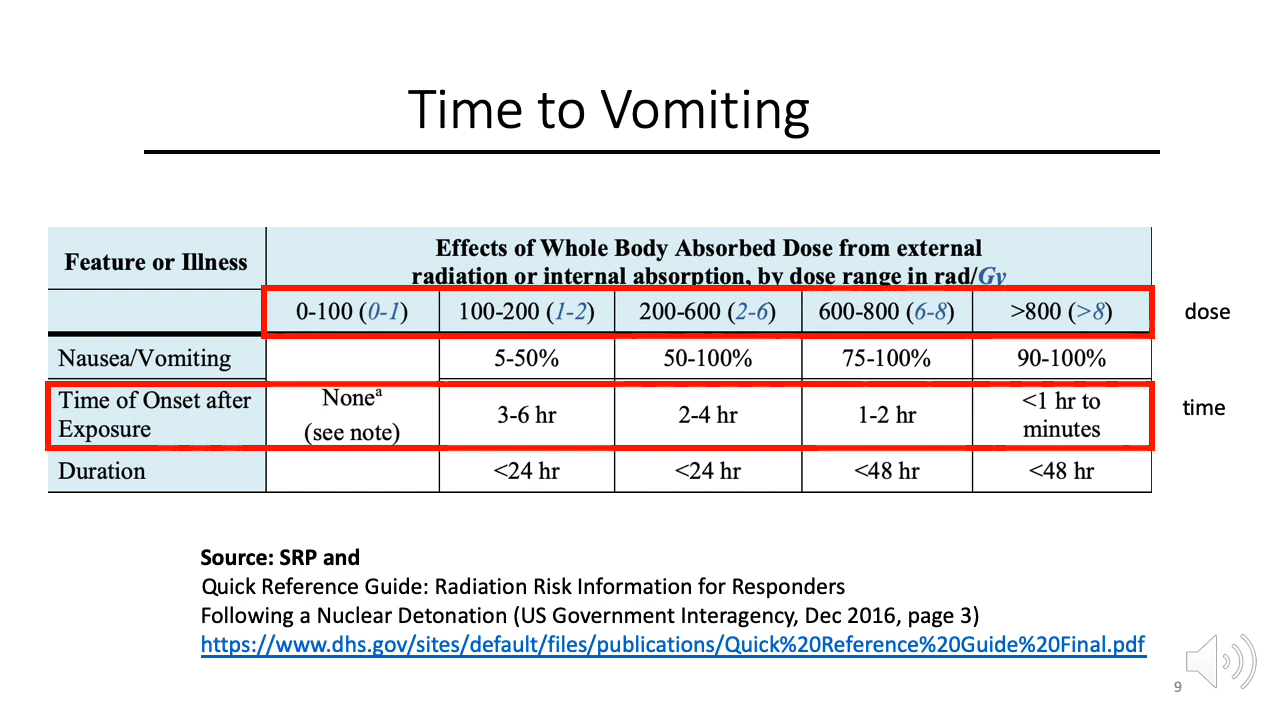 Time to Vomiting
Feature or Illness
Effects of Whole Body Absorbed Dose from external
radiation or internal absorption, by dose range in rad/Gy
0-100 (0-1) 100-200 (1-2) 200-600 (2-6) 600-800 (6-8) >800 (>8)
dose
Nausea/Vomiting 5-50% 50-100% 75-100% 90-100%
Time of Onset after
Exposure
Noneᵃ
(see note)
3-6 hr
2-4 hr
1-2 hr
<1 hr to
minutes
time
Duration <24 hr <24 hr <48 hr <48 hr
Source: SRP and
Quick Reference Guide: Radiation Risk Information for Responders
Following a Nuclear Detonation (US Government Interagency, Dec 2016, page 3)
https://www.dhs.gov/sites/default/files/publications/Quick%20Reference%20Guide%20Final.pdf
9